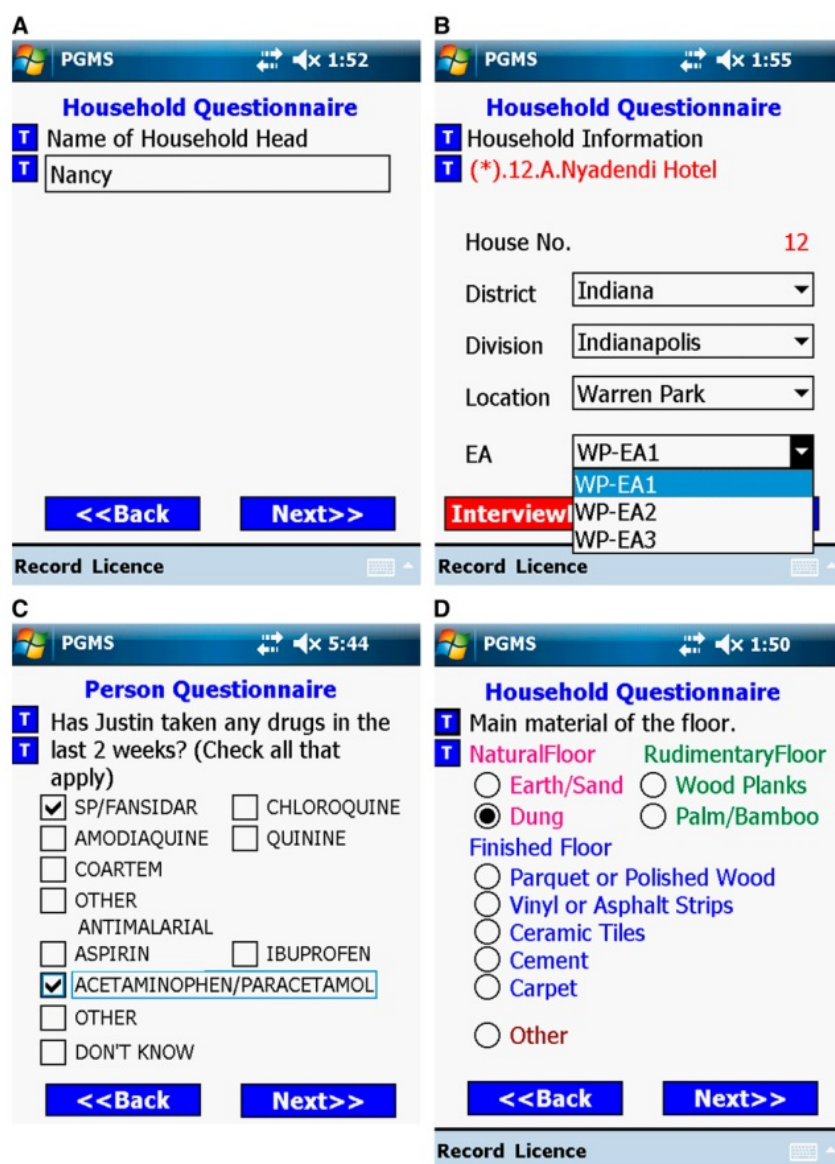 A
PGMS 1:52
Household Questionnaire
T Name of Household Head
T Nancy
<<Back Next>>
Record Licence
B
PGMS 1:55
Household Questionnaire
T Household Information
T (*).12.A.Nyadendi Hotel
House No. 12
District Indiana
Division Indianapolis
Location Warren Park
EA WP-EA1
WP-EA1
WP-EA2
WP-EA3
Record Licence
C
PGMS 5:44
Person Questionnaire
T Has Justin taken any drugs in the
T last 2 weeks? (Check all that
apply)
SP/FANSIDAR CHLOROQUINE
AMODIAQUINE QUININE
COARTEM
OTHER
ANTIMALARIAL
ASPIRIN IBUPROFEN
ACETAMINOPHEN/PARACETAMOL
OTHER
DON'T KNOW
<<Back Next>>
D
PGMS 1:50
Household Questionnaire
T Main material of the floor.
T NaturalFloor RudimentaryFloor
Earth/Sand Wood Planks
Dung Palm/Bamboo
Finished Floor
Parquet or Polished Wood
Vinyl or Asphalt Strips
Ceramic Tiles
Cement
Carpet
Other
<<Back Next>>
Record Licence